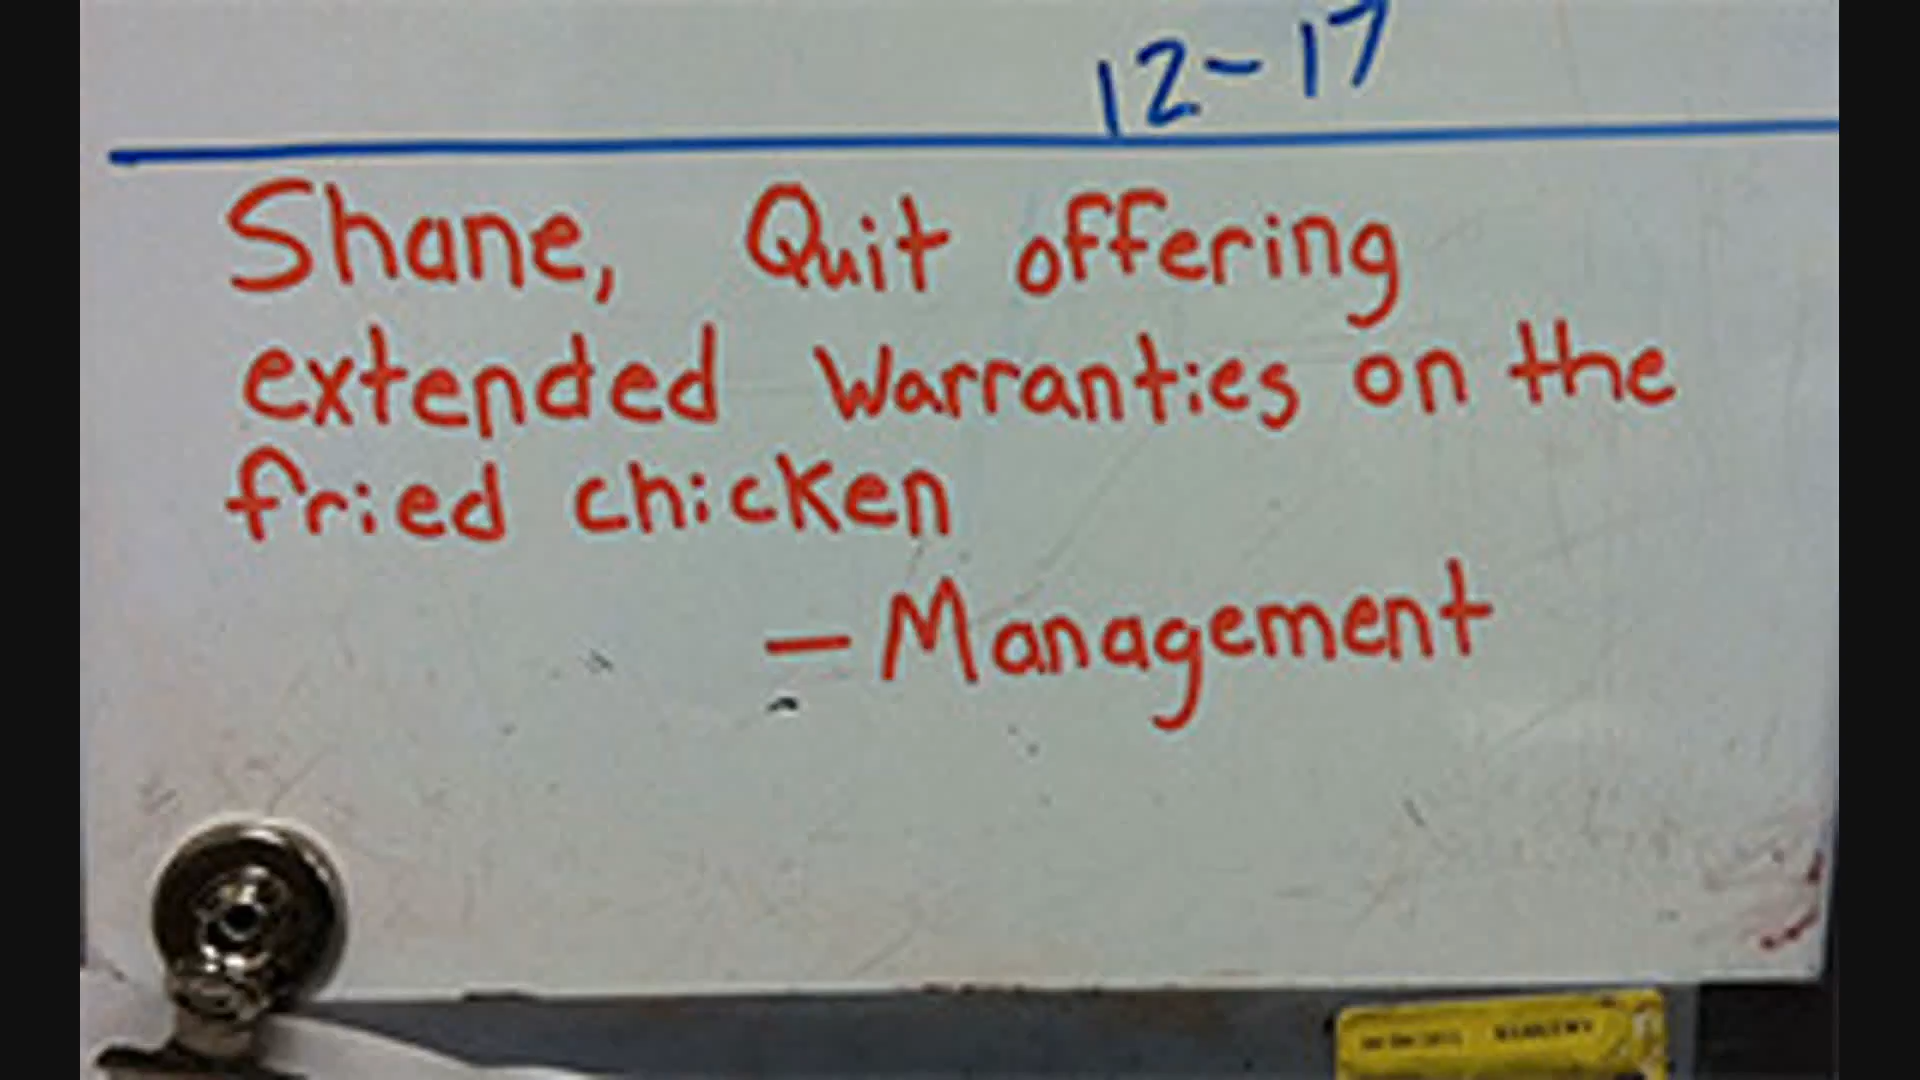 12-17
Shane, Quit offering
extended warranties on the
fried chicken
- Management